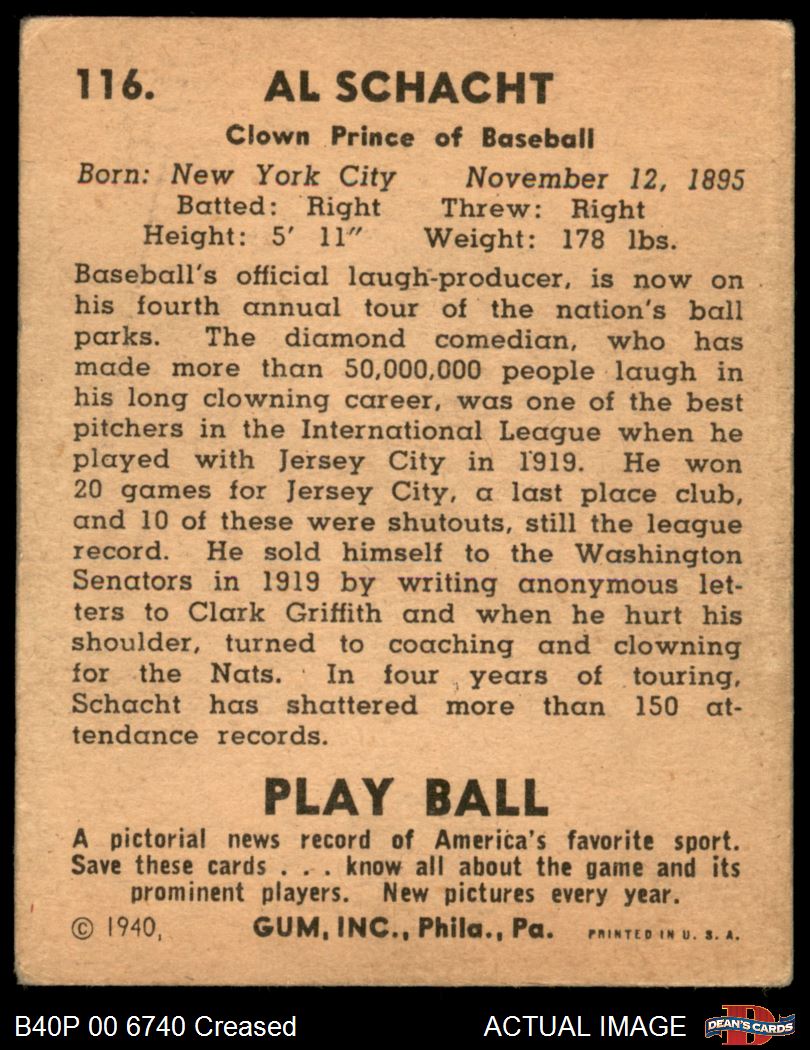 116. AL SCHACHT
Clown Prince of Baseball
Born: New York City November 12, 1895
Batted: Right Threw: Right
Height: 5' 11" Weight: 178 lbs.
Baseball's official laugh-producer, is now on
his fourth annual tour of the nation's ball
parks. The diamond comedian, who has
made more than 50,000,000 people laugh in
his long clowning career, was one of the best
pitchers in the International League when he
played with Jersey City in 1919. He won
20 games for Jersey City, a last place club,
and 10 of these were shutouts, still the league
record. He sold himself to the Washington
Senators in 1919 by writing anonymous let-
ters to Clark Griffith and when he hurt his
shoulder, turned to coaching and clowning
for the Nats. In four years of touring,
Schacht has shattered more than 150 at-
tendance records.
PLAY BALL
A pictorial news record of America's favorite sport.
Save these cards . . . know all about the game and its
prominent players. New pictures every year.
© 1940, GUM, INC., Phila., Pa. PRINTED IN U. S. A.
B40P 00 6740 Creased ACTUAL IMAGE D DEAN'S CARDS